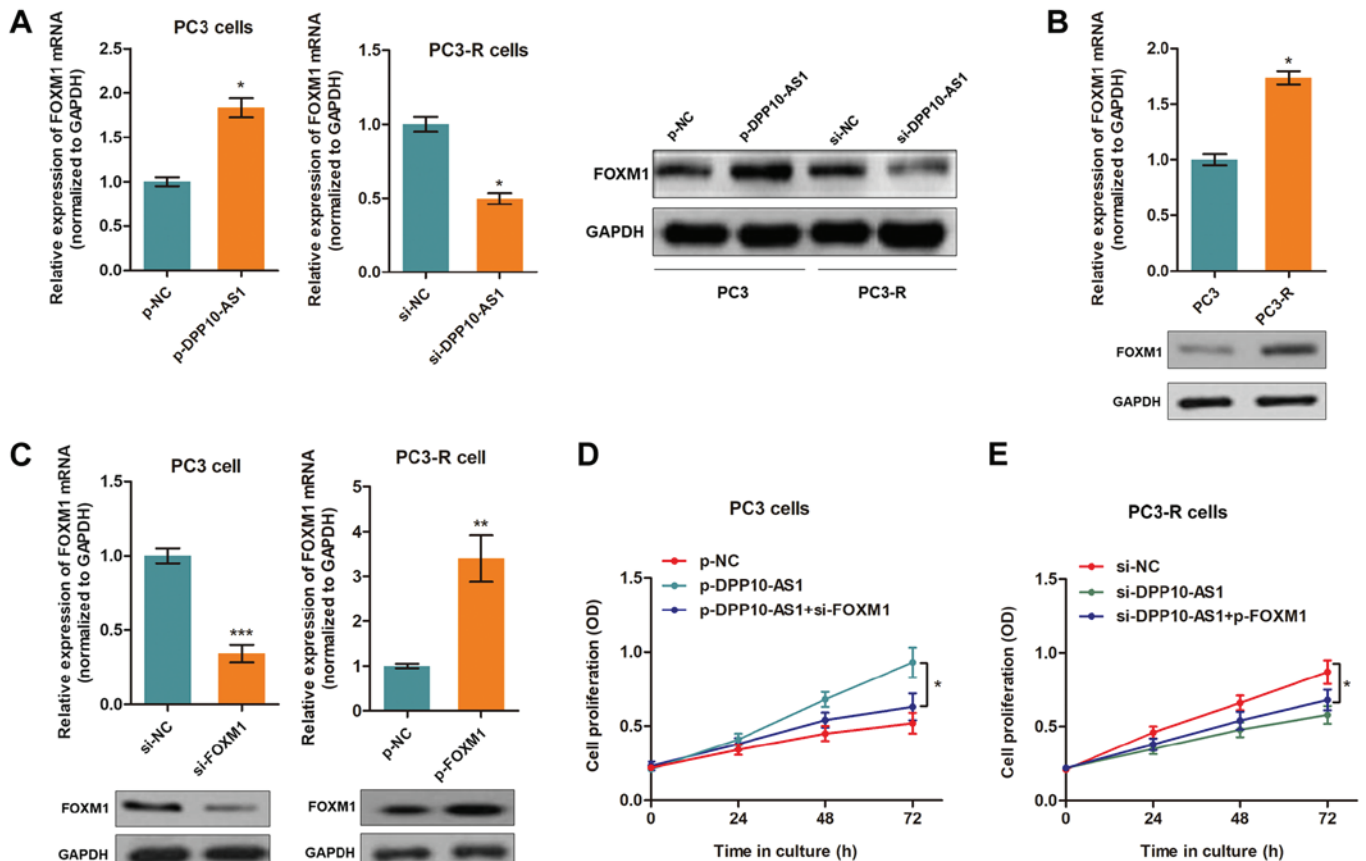 A
PC3 cells
Relative expression of FOXM1 mRNA
(normalized to GAPDH)
2.5
2.0
1.5
1.0
0.5
0.0
*
p-NC
p-DPP10-AS1
PC3-R cells
Relative expression of FOXM1 mRNA
(normalized to GAPDH)
1.5
1.0
0.5
0.0
*
si-NC
si-DPP10-AS1
p-NC
p-DPP10-AS1
si-NC
si-DPP10-AS1
FOXM1
GAPDH
PC3
PC3-R
B
Relative expression of FOXM1 mRNA
(normalized to GAPDH)
2.0
1.5
1.0
0.5
0.0
*
PC3
PC3-R
FOXM1
GAPDH
C
PC3 cell
Relative expression of FOXM1 mRNA
(normalized to GAPDH)
1.5
1.0
0.5
0.0
***
si-NC
si-FOXM1
FOXM1
GAPDH
PC3-R cell
Relative expression of FOXM1 mRNA
(normalized to GAPDH)
5
4
3
2
1
0
**
p-NC
p-FOXM1
FOXM1
GAPDH
D
PC3 cells
p-NC
p-DPP10-AS1
p-DPP10-AS1+si-FOXM1
Cell proliferation (OD)
1.5
1.0
0.5
0.0
*
0 24 48 72
Time in culture (h)
E
PC3-R cells
si-NC
si-DPP10-AS1
si-DPP10-AS1+p-FOXM1
Cell proliferation (OD)
1.5
1.0
0.5
0.0
*
0 24 48 72
Time in culture (h)